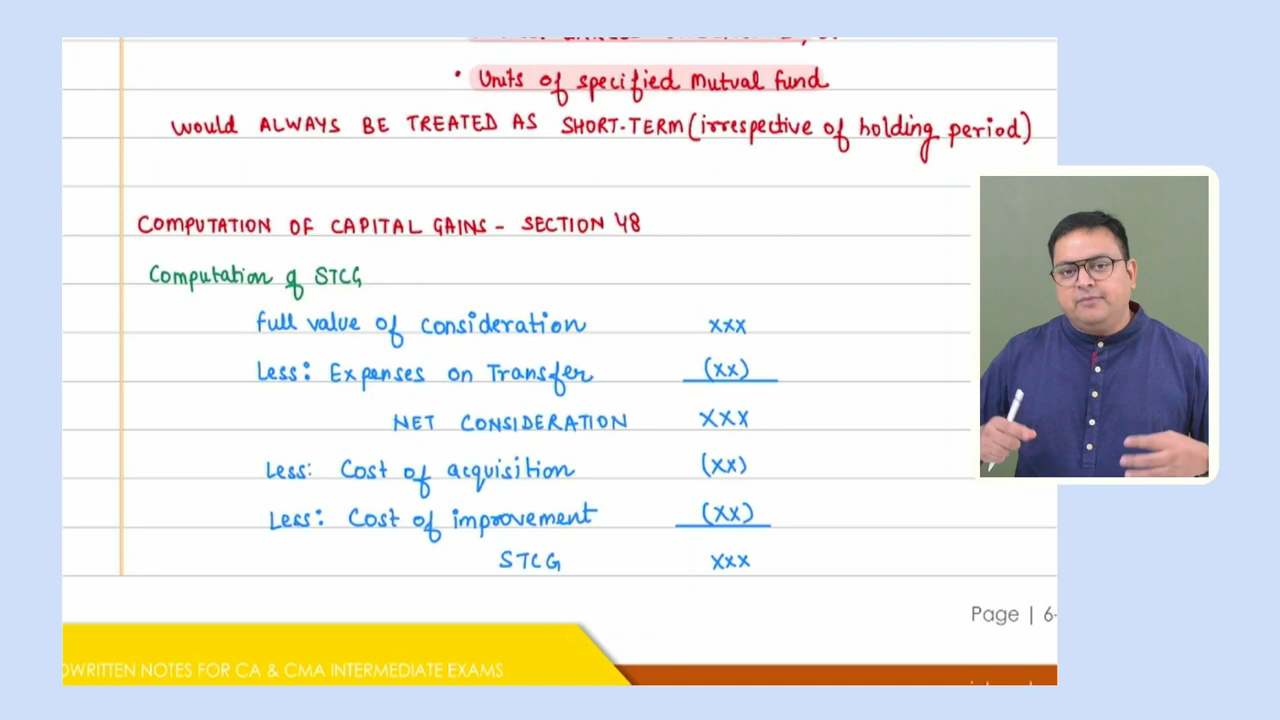 • Units of specified Mutual Fund
would ALWAYS BE TREATED AS SHORT-TERM (irrespective of holding period)
COMPUTATION OF CAPITAL GAINS - SECTION 48
Computation of STCG
Full value of consideration xxx
Less: Expenses on Transfer (xx)
NET CONSIDERATION XXX
Less: Cost of acquisition (xx)
Less: Cost of improvement (xx)
STCG xxx
Page | 6-
DWRITTEN NOTES FOR CA & CMA INTERMEDIATE EXAMS